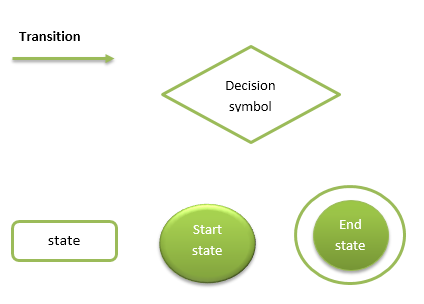 Transition
Decision
symbol
state
Start
state
End
state